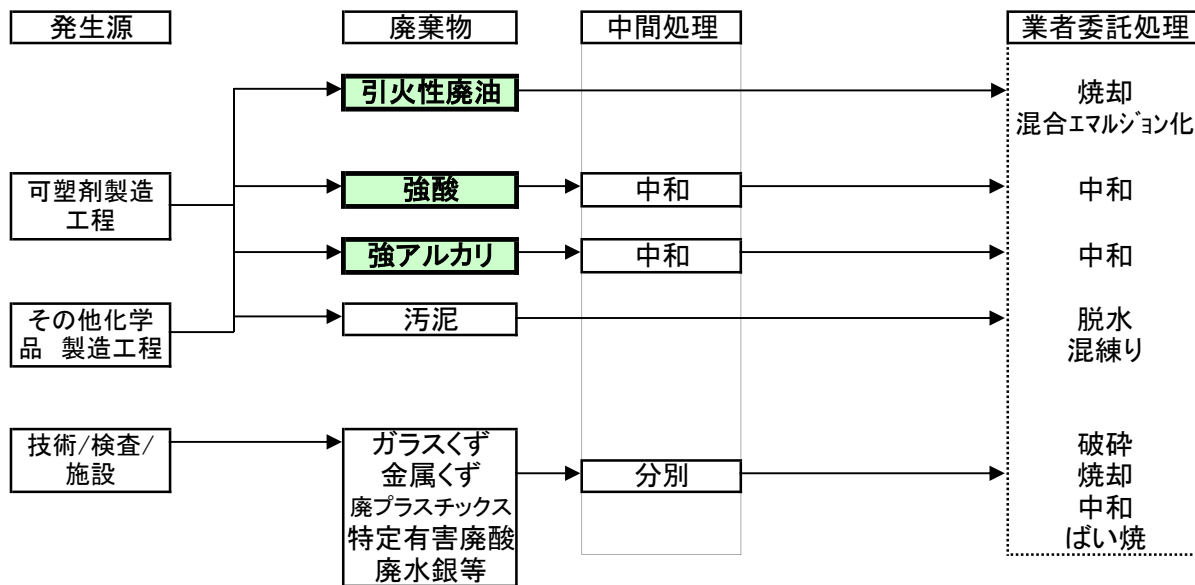 発生源
廃棄物
中間処理
業者委託処理
引火性廃油
焼却
混合ｴﾏﾙｼﾞｮﾝ化
可塑剤製造
工程
強酸
中和
中和
強アルカリ
中和
中和
その他化学
品　製造工程
汚泥
脱水
混練り
技術/検査/
施設
ガラスくず
金属くず
廃プラスチックス
特定有害廃酸
廃水銀等
分別
破砕
焼却
中和
ばい焼